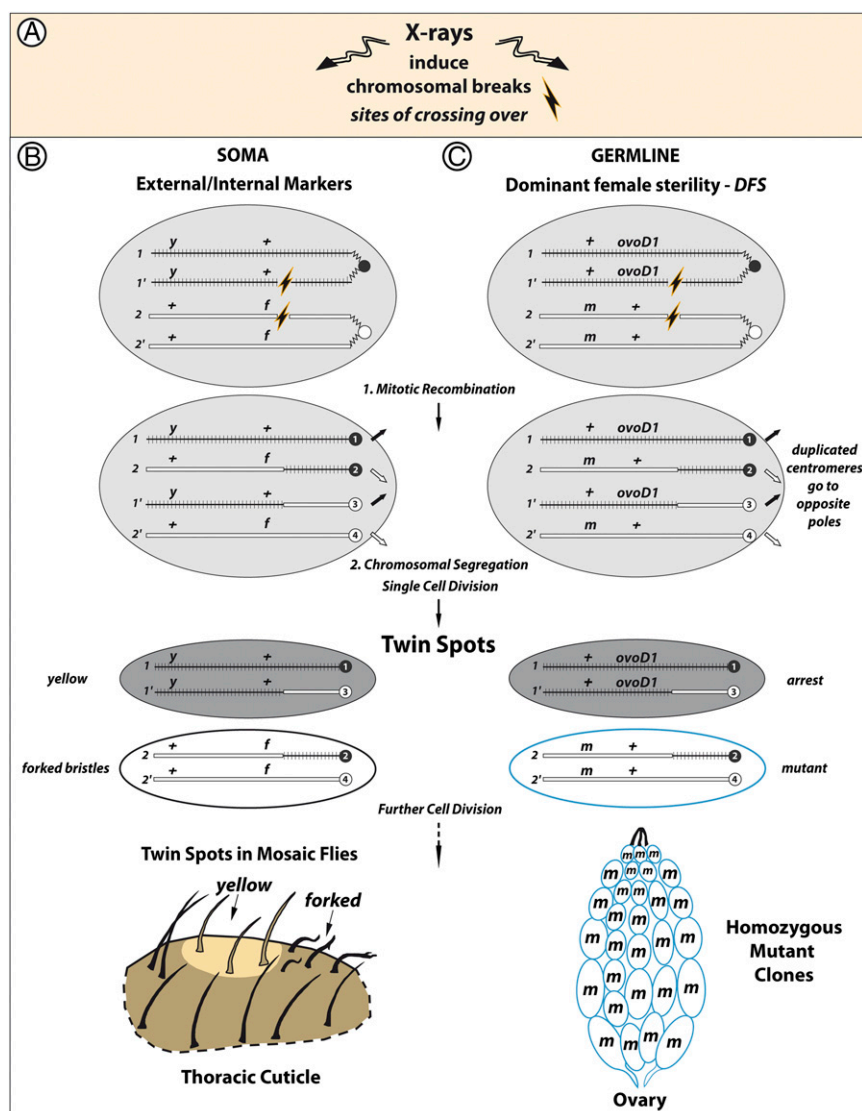 A
X-rays
induce
chromosomal breaks
sites of crossing over
B
SOMA
External/Internal Markers
y +
1
y +
1'
+ f
2
+ f
2'
C
GERMLINE
Dominant female sterility - DFS
+ ovoD1
1
+ ovoD1
1'
m +
2
m +
2'
1. Mitotic Recombination
y +
1 1
+ f
2 2
y +
1' 3
+ f
2' 4
+ ovoD1
1 1
m +
2 2
+ ovoD1
1' 3
m +
2' 4
duplicated
centromeres
go to
opposite
poles
2. Chromosomal Segregation
Single Cell Division
Twin Spots
yellow
y +
1 1
y +
1' 3
+ ovoD1
1 1
+ ovoD1
1' 3
arrest
forked bristles
+ f
2 2
+ f
2' 4
m +
2 2
m +
2' 4
mutant
Further Cell Division
Twin Spots in Mosaic Flies
yellow
forked
Thoracic Cuticle
m m m
m m m m
m m m m
m m m
m m m
m m m
m m m
m m m
m m m
m m m
m m m m
Homozygous
Mutant
Clones
Ovary